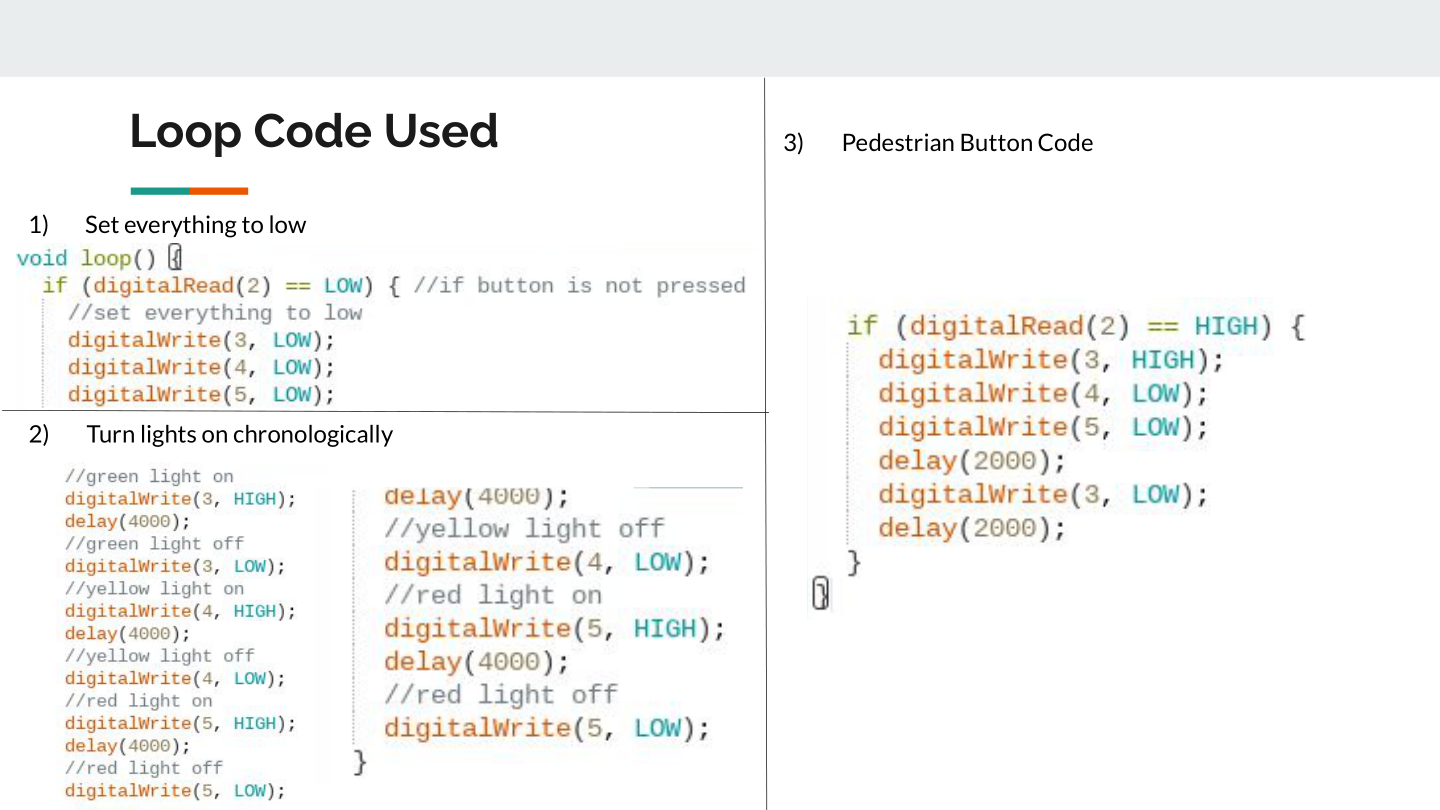 Loop Code Used
1) Set everything to low
void loop() {
if (digitalRead(2) == LOW) { //if button is not pressed
//set everything to low
digitalWrite(3, LOW);
digitalWrite(4, LOW);
digitalWrite(5, LOW);
2) Turn lights on chronologically
//green light on
digitalWrite(3, HIGH);
delay(4000);
//green light off
digitalWrite(3, LOW);
//yellow light on
digitalWrite(4, HIGH);
delay(4000);
//yellow light off
digitalWrite(4, LOW);
//red light on
digitalWrite(5, HIGH);
delay(4000);
//red light off
digitalWrite(5, LOW);
delay(4000);
//yellow light off
digitalWrite(4, LOW);
//red light on
digitalWrite(5, HIGH);
delay(4000);
//red light off
digitalWrite(5, LOW);
}
3) Pedestrian Button Code
if (digitalRead(2) == HIGH) {
digitalWrite(3, HIGH);
digitalWrite(4, LOW);
digitalWrite(5, LOW);
delay(2000);
digitalWrite(3, LOW);
delay(2000);
}
}